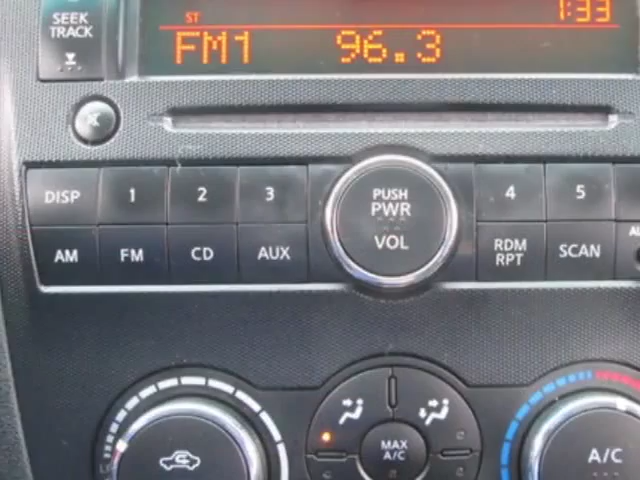 SEEK
TRACK
ST
1:33
FM1 96.3
DISP 1 2 3
PUSH
PWR
VOL
4 5
AM FM CD AUX
RDM
RPT
SCAN
MAX
A/C
A/C